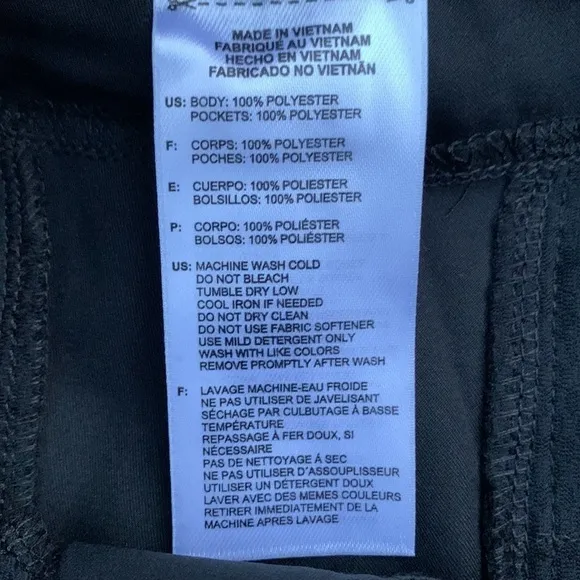 MADE IN VIETNAM
FABRIQUÉ AU VIETNAM
HECHO EN VIETNAM
FABRICADO NO VIETNÃN
US: BODY: 100% POLYESTER
POCKETS: 100% POLYESTER
F: CORPS: 100% POLYESTER
POCHES: 100% POLYESTER
E: CUERPO: 100% POLYESTER
BOLSILLOS: 100% POLYESTER
P: CORPO: 100% POLIÉSTER
BOLSOS: 100% POLIÉSTER
US: MACHINE WASH COLD
DO NOT BLEACH
TUMBLE DRY LOW
COOL IRON IF NEEDED
DO NOT DRY CLEAN
DO NOT USE FABRIC SOFTENER
USE MILD DETERGENT ONLY
WASH WITH LIKE COLORS
REMOVE PROMPTLY AFTER WASH
F: LAVAGE MACHINE-EAU FROIDE
NE PAS UTILISER DE JAVELISANT
SÉCHAGE PAR CULBUTAGE À BASSE
TEMPÉRATURE
REPASSAGE À FER DOUX, SI
NÉCESSAIRE
PAS DE NETTOYAGE À SEC
NE PAS UTILISER D'ASSOUPLISSEUR
UTILISER UN DÉTERGENT DOUX
LAVER AVEC DES MEMES COULEURS
RETIRER IMMEDIATEMENT DE LA
MACHINE APRES LAVAGE